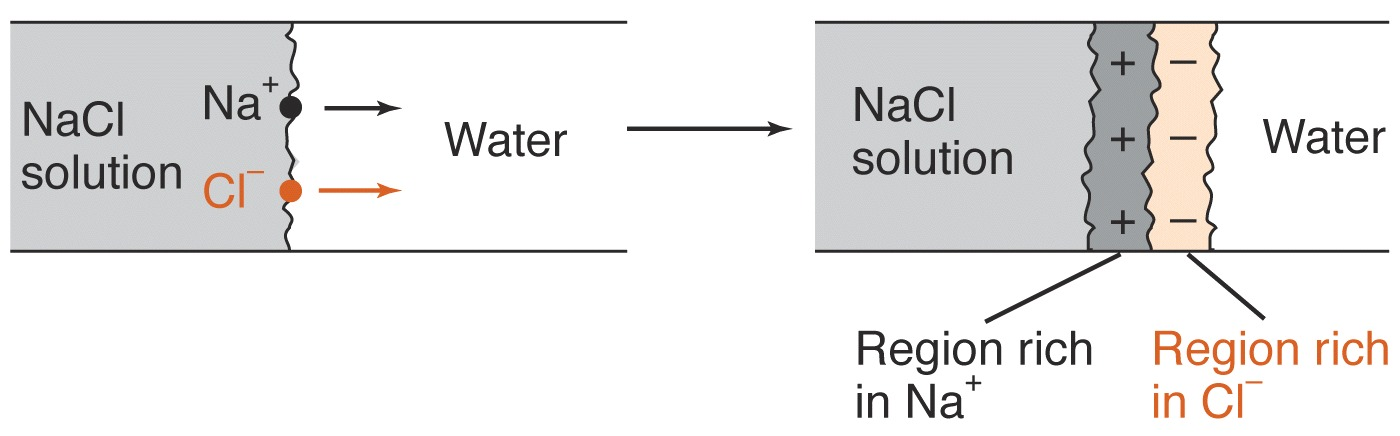 NaCl
solution
Na⁺
Cl⁻
Water
NaCl
solution
+ −
+ −
+ −
Water
Region rich
in Na⁺
Region rich
in Cl⁻